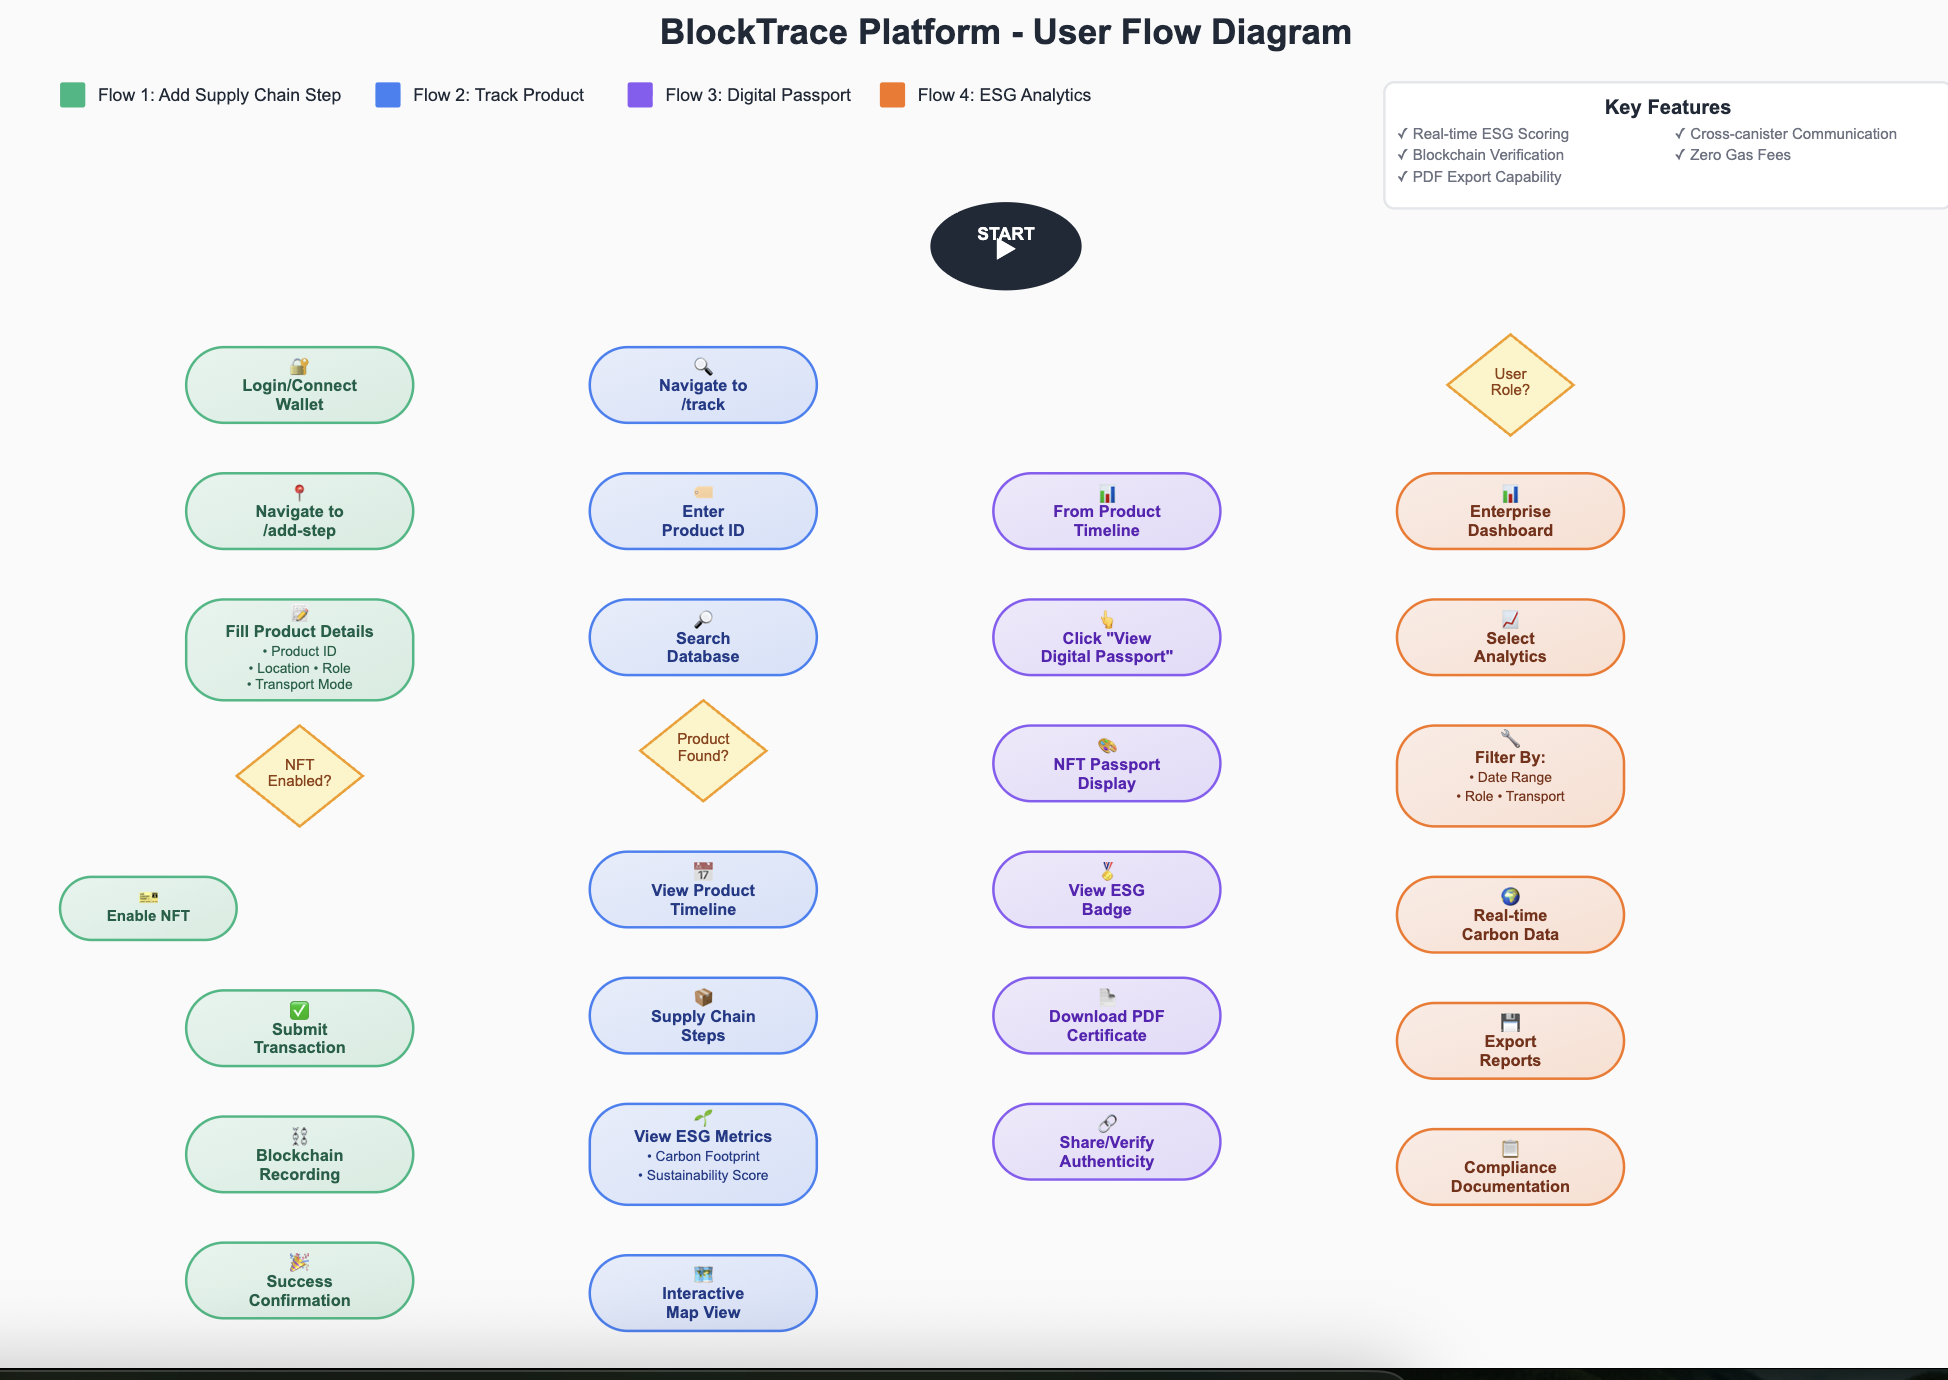 BlockTrace Platform - User Flow Diagram
Flow 1: Add Supply Chain Step
Flow 2: Track Product
Flow 3: Digital Passport
Flow 4: ESG Analytics
Key Features
✓ Real-time ESG Scoring
✓ Blockchain Verification
✓ PDF Export Capability
✓ Cross-canister Communication
✓ Zero Gas Fees
START
Login/Connect
Wallet
Navigate to
/add-step
Fill Product Details
• Product ID
• Location • Role
• Transport Mode
NFT
Enabled?
Enable NFT
Submit
Transaction
Blockchain
Recording
Success
Confirmation
Navigate to
/track
Enter
Product ID
Search
Database
Product
Found?
View Product
Timeline
Supply Chain
Steps
View ESG Metrics
• Carbon Footprint
• Sustainability Score
Interactive
Map View
From Product
Timeline
Click "View
Digital Passport"
NFT Passport
Display
View ESG
Badge
Download PDF
Certificate
Share/Verify
Authenticity
User
Role?
Enterprise
Dashboard
Select
Analytics
Filter By:
• Date Range
• Role • Transport
Real-time
Carbon Data
Export
Reports
Compliance
Documentation